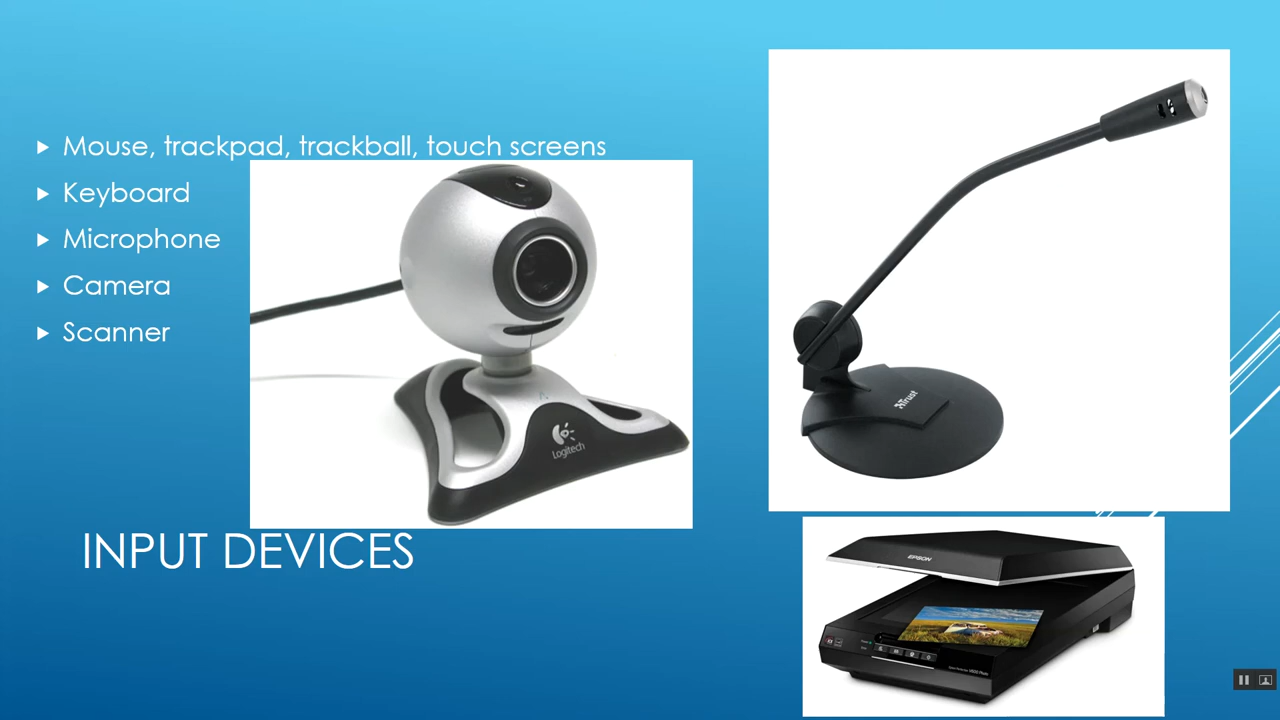 Mouse, trackpad, trackball, touch screens
Keyboard
Microphone
Camera
Scanner
Logitech
Trust
EPSON
INPUT DEVICES